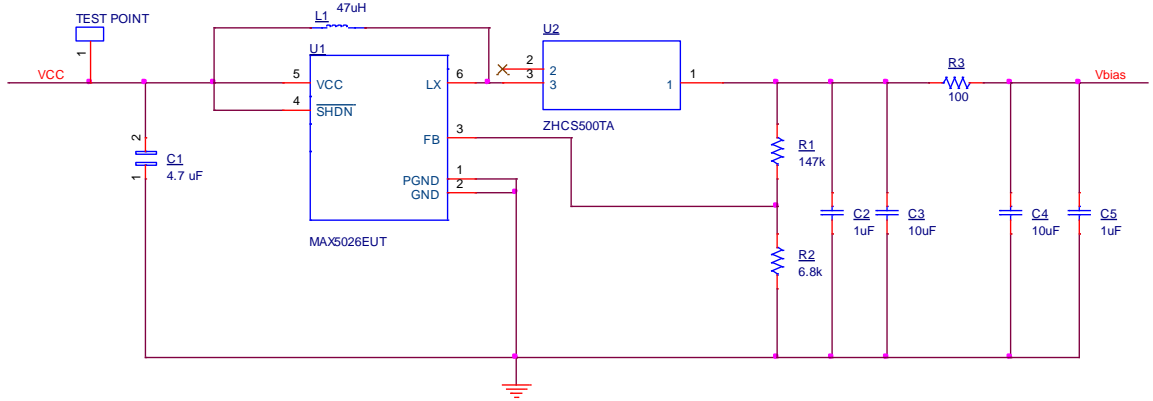 TEST POINT
1
VCC
L1
47uH
U1
5
VCC
4
SHDN
LX
6
FB
3
PGND
1
GND
2
MAX5026EUT
U2
2
2
3
3
1
1
ZHCS500TA
2
C1
1
4.7 uF
R1
147k
R2
6.8k
C2
1uF
C3
10uF
R3
100
Vbias
C4
10uF
C5
1uF